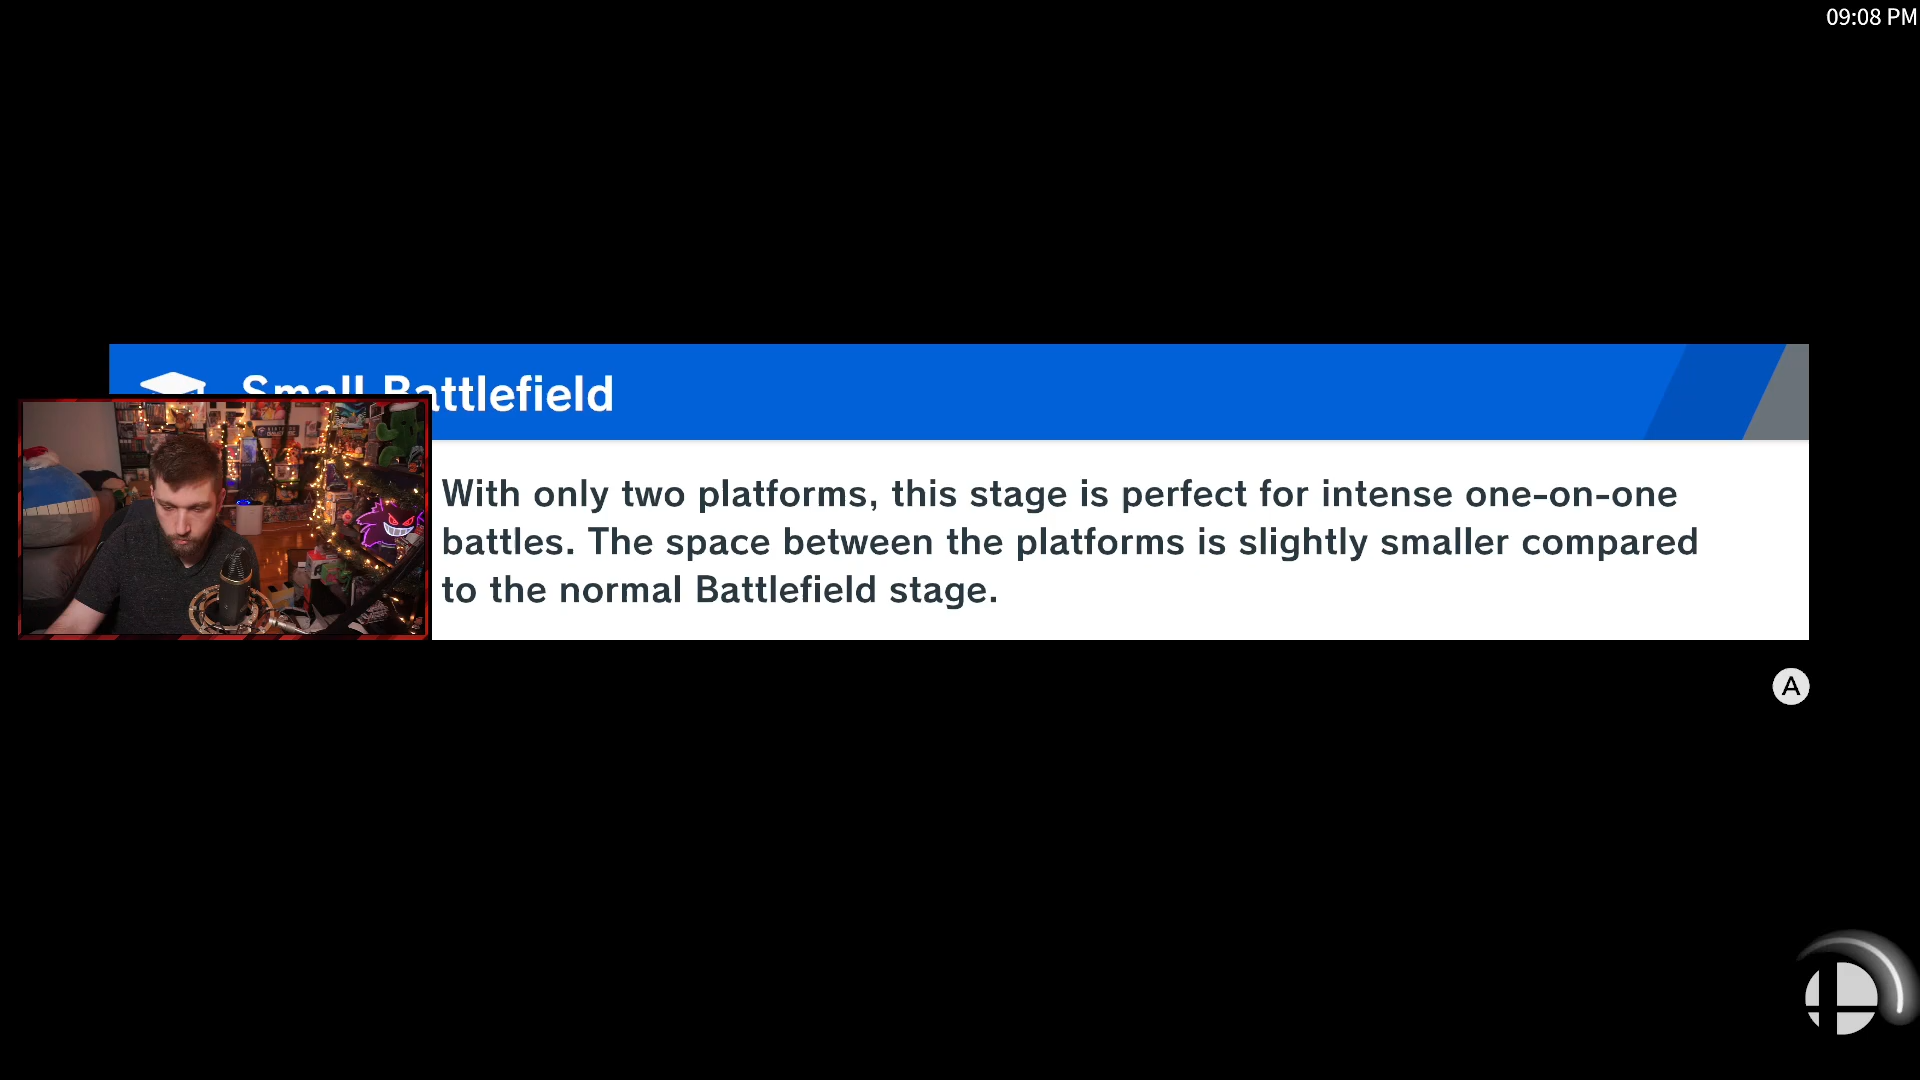 09:08 PM
Small Battlefield
With only two platforms, this stage is perfect for intense one-on-one
battles. The space between the platforms is slightly smaller compared
to the normal Battlefield stage.
A